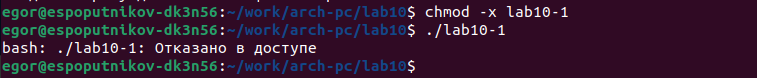 egor@espoputnikov-dk3n56:~/work/arch-pc/lab10$ chmod -x lab10-1
egor@espoputnikov-dk3n56:~/work/arch-pc/lab10$ ./lab10-1
bash: ./lab10-1: Отказано в доступе
egor@espoputnikov-dk3n56:~/work/arch-pc/lab10$